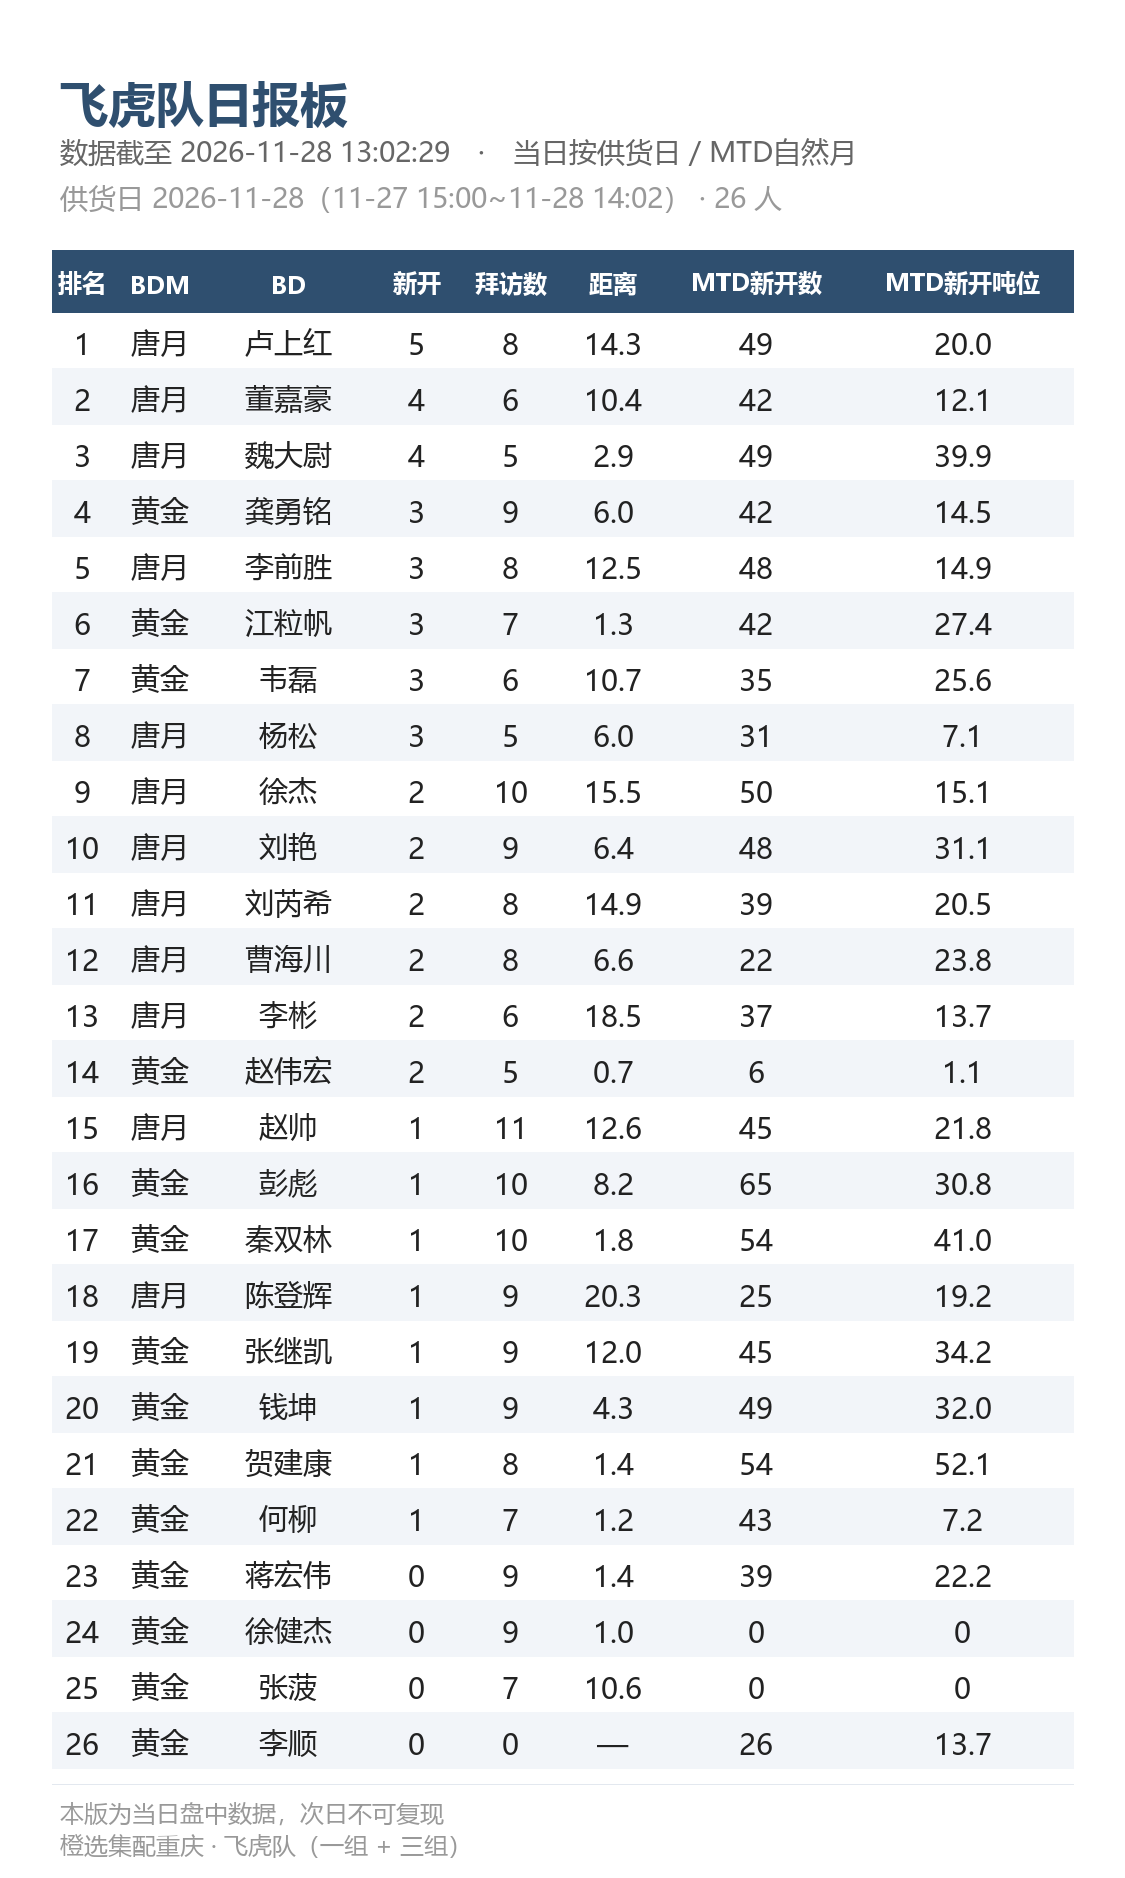 飞虎队日报板
数据截至 2026-11-28 13:02:29 · 当日按供货日 / MTD自然月
供货日 2026-11-28（11-27 15:00~11-28 14:02） · 26 人
排名 BDM BD 新开 拜访数 距离 MTD新开数 MTD新开吨位
1 唐月 卢上红 5 8 14.3 49 20.0
2 唐月 董嘉豪 4 6 10.4 42 12.1
3 唐月 魏大尉 4 5 2.9 49 39.9
4 黄金 龚勇铭 3 9 6.0 42 14.5
5 唐月 李前胜 3 8 12.5 48 14.9
6 黄金 江粒帆 3 7 1.3 42 27.4
7 黄金 韦磊 3 6 10.7 35 25.6
8 唐月 杨松 3 5 6.0 31 7.1
9 唐月 徐杰 2 10 15.5 50 15.1
10 唐月 刘艳 2 9 6.4 48 31.1
11 唐月 刘芮希 2 8 14.9 39 20.5
12 唐月 曹海川 2 8 6.6 22 23.8
13 唐月 李彬 2 6 18.5 37 13.7
14 黄金 赵伟宏 2 5 0.7 6 1.1
15 唐月 赵帅 1 11 12.6 45 21.8
16 黄金 彭彪 1 10 8.2 65 30.8
17 黄金 秦双林 1 10 1.8 54 41.0
18 唐月 陈登辉 1 9 20.3 25 19.2
19 黄金 张继凯 1 9 12.0 45 34.2
20 黄金 钱坤 1 9 4.3 49 32.0
21 黄金 贺建康 1 8 1.4 54 52.1
22 黄金 何柳 1 7 1.2 43 7.2
23 黄金 蒋宏伟 0 9 1.4 39 22.2
24 黄金 徐健杰 0 9 1.0 0 0
25 黄金 张菠 0 7 10.6 0 0
26 黄金 李顺 0 0 — 26 13.7
本版为当日盘中数据，次日不可复现
橙选集配重庆 · 飞虎队（一组 + 三组）